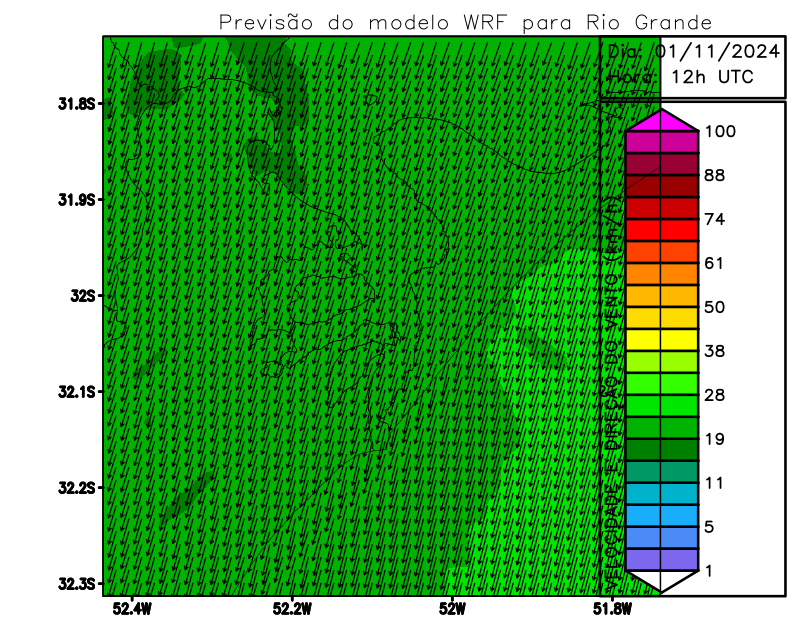 Previsão do modelo WRF para Rio Grande
Dia: 01/11/2024
Hora: 12h UTC
31.8S
31.9S
32S
32.1S
32.2S
32.3S
52.4W
52.2W
52W
51.8W
VELOCIDADE E DIREÇÃO DO VENTO (km/h)
100
88
74
61
50
38
28
19
11
5
1